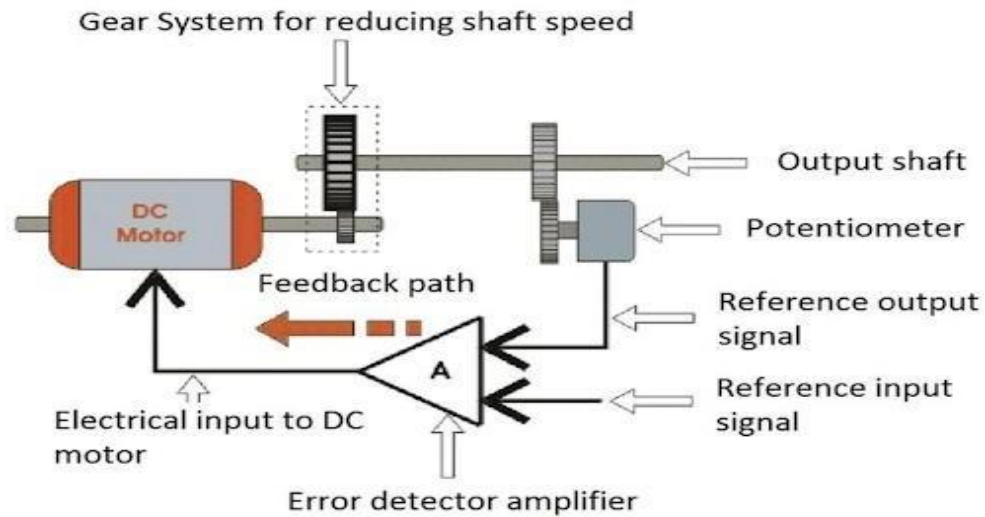 Gear System for reducing shaft speed
Output shaft
DC
Motor
Potentiometer
Feedback path
Reference output
signal
A
Reference input
signal
Electrical input to DC
motor
Error detector amplifier